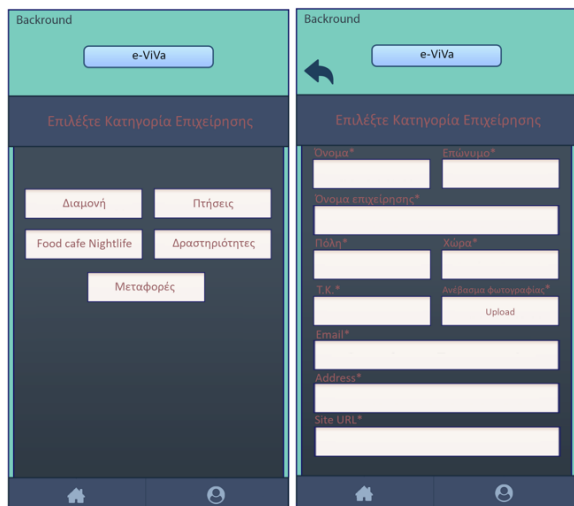 Backround
e-ViVa
Επιλέξτε Κατηγορία Επιχείρησης
Διαμονή
Πτήσεις
Food cafe Nightlife
Δραστηριότητες
Μεταφορές
Backround
e-ViVa
Επιλέξτε Κατηγορία Επιχείρησης
Όνομα*
Επώνυμο*
Όνομα επιχείρησης*
Πόλη*
Χώρα*
Τ.Κ.*
Ανέβασμα φωτογραφίας*
Upload
Email*
Address*
Site URL*